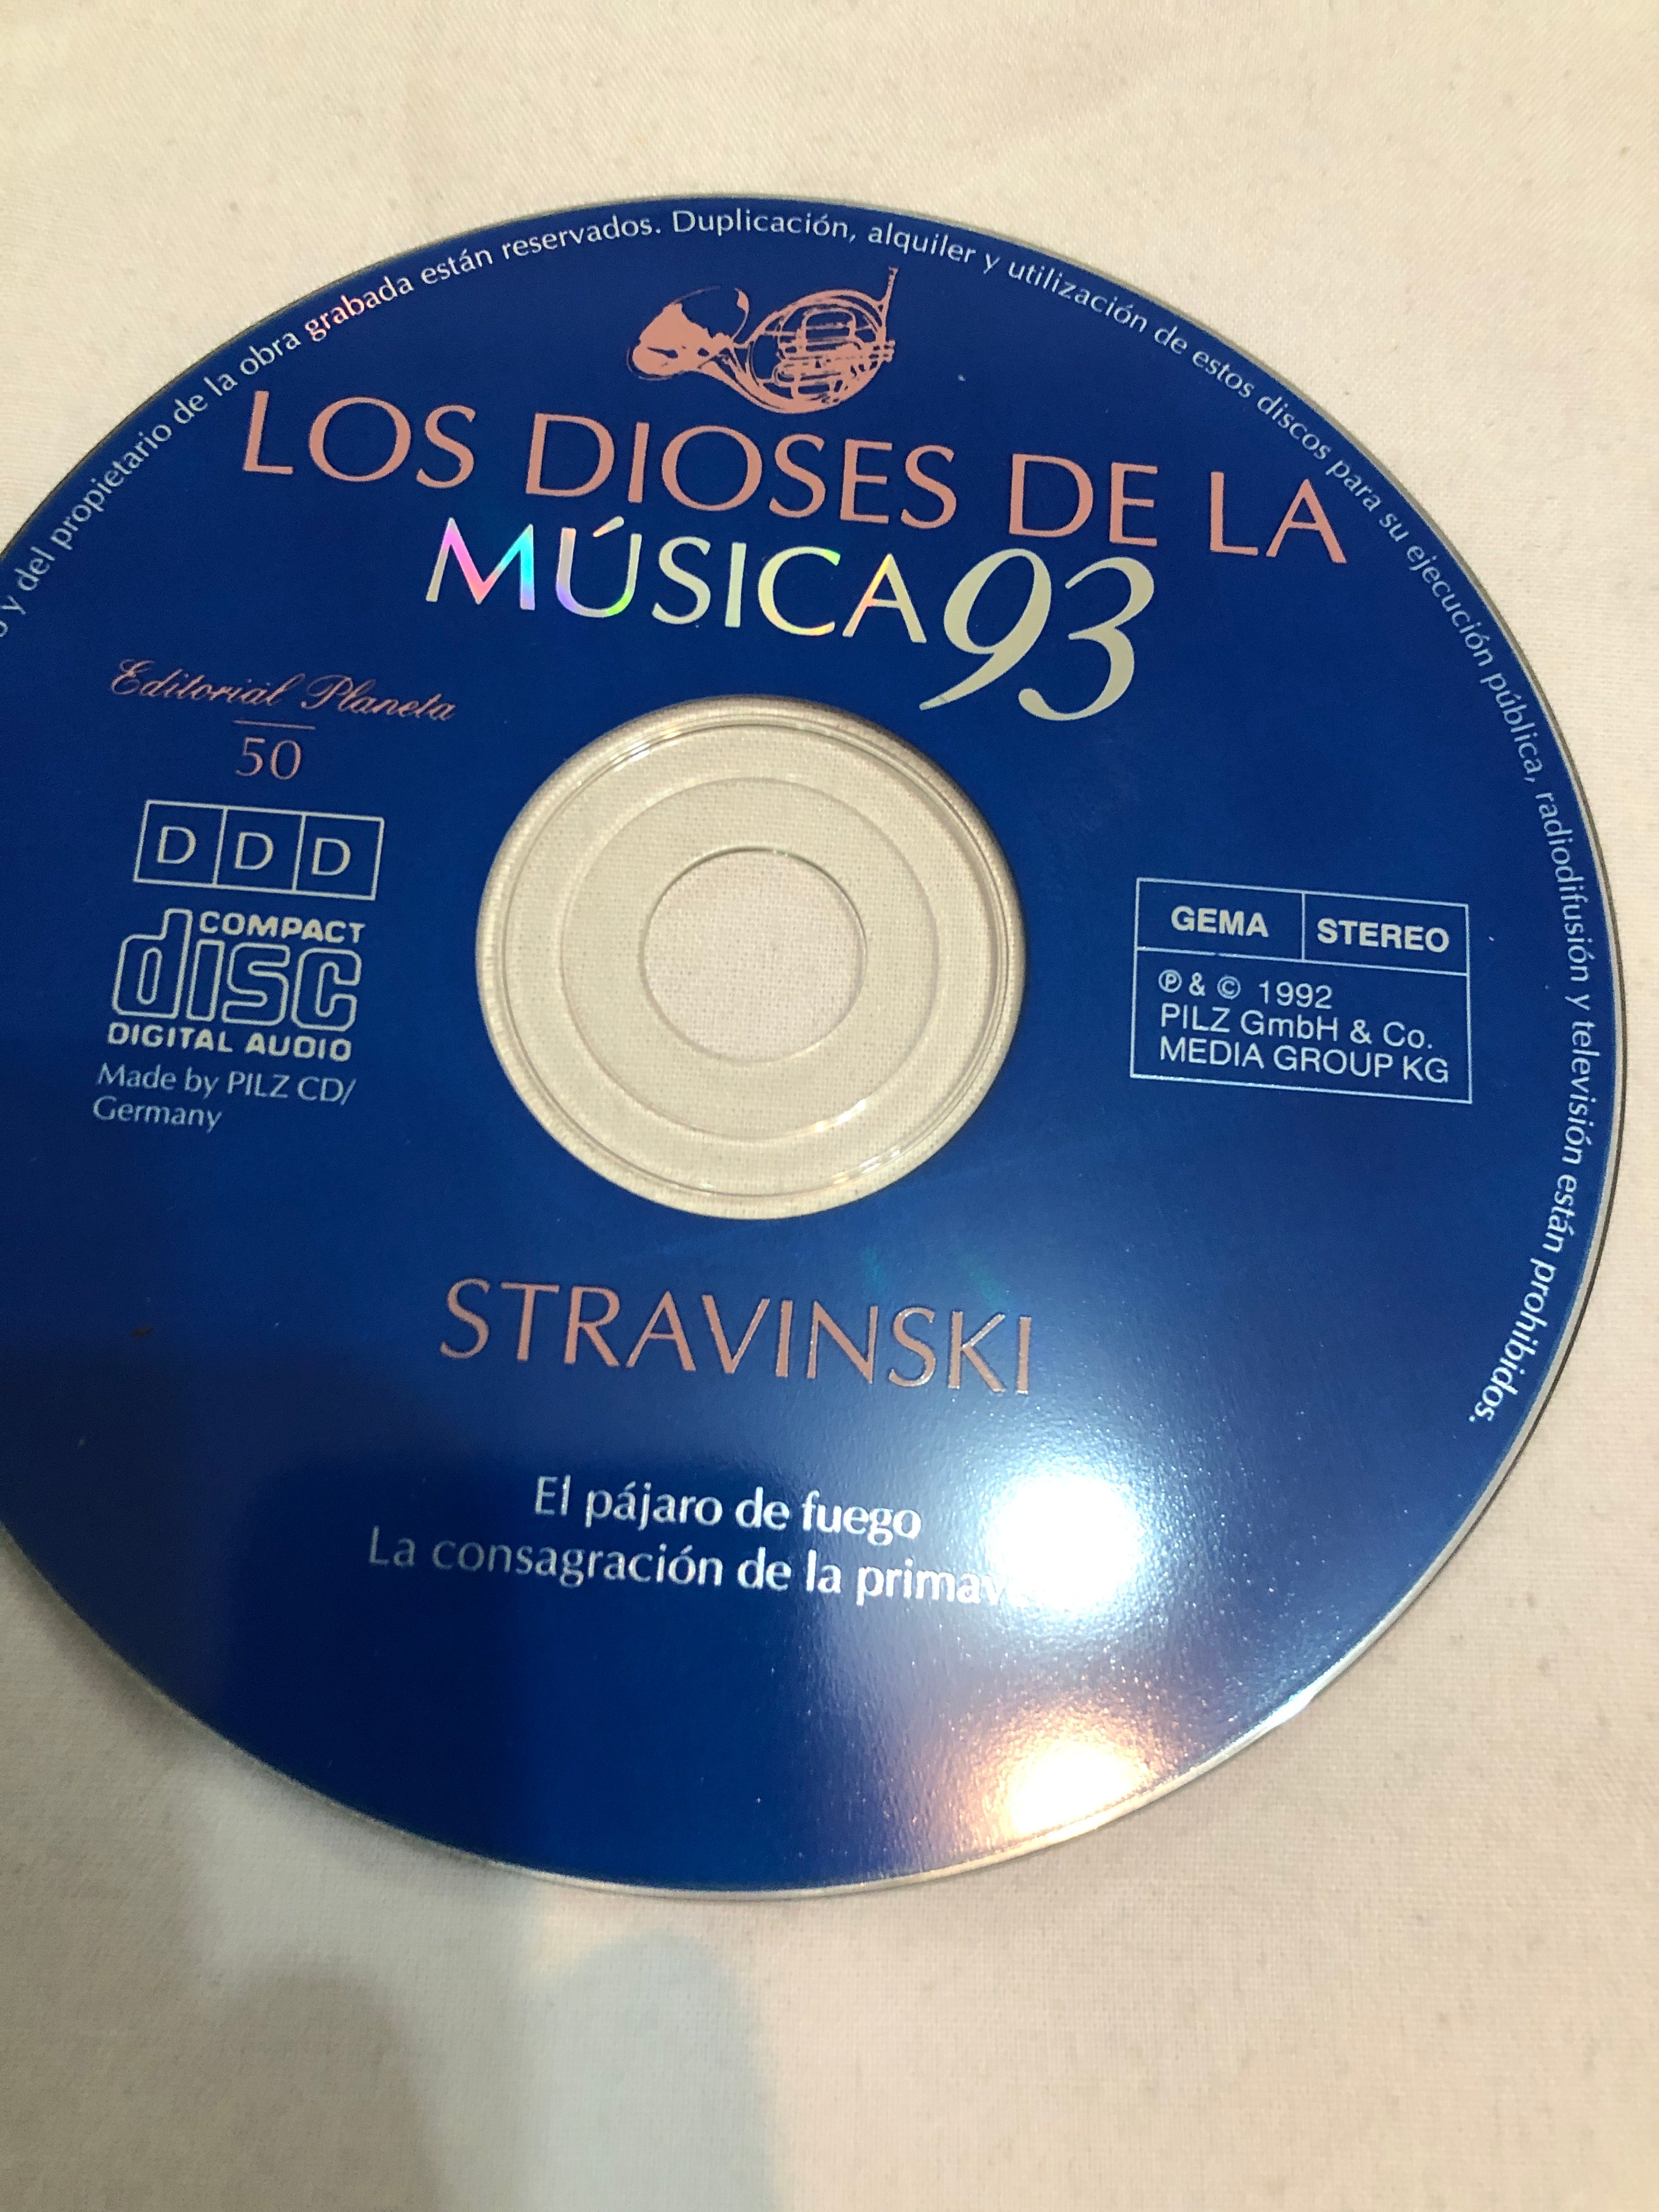 y del propietario de la obra grabada están reservados. Duplicación, alquiler y utilización de estos discos para su ejecución pública, radiodifusión y televisión están prohibidos.
LOS DIOSES DE LA
MÚSICA 93
Editorial Planeta
50
DDD
COMPACT
disc
DIGITAL AUDIO
Made by PILZ CD/
Germany
GEMA STEREO
℗ & © 1992
PILZ GmbH & Co.
MEDIA GROUP KG
STRAVINSKI
El pájaro de fuego
La consagración de la